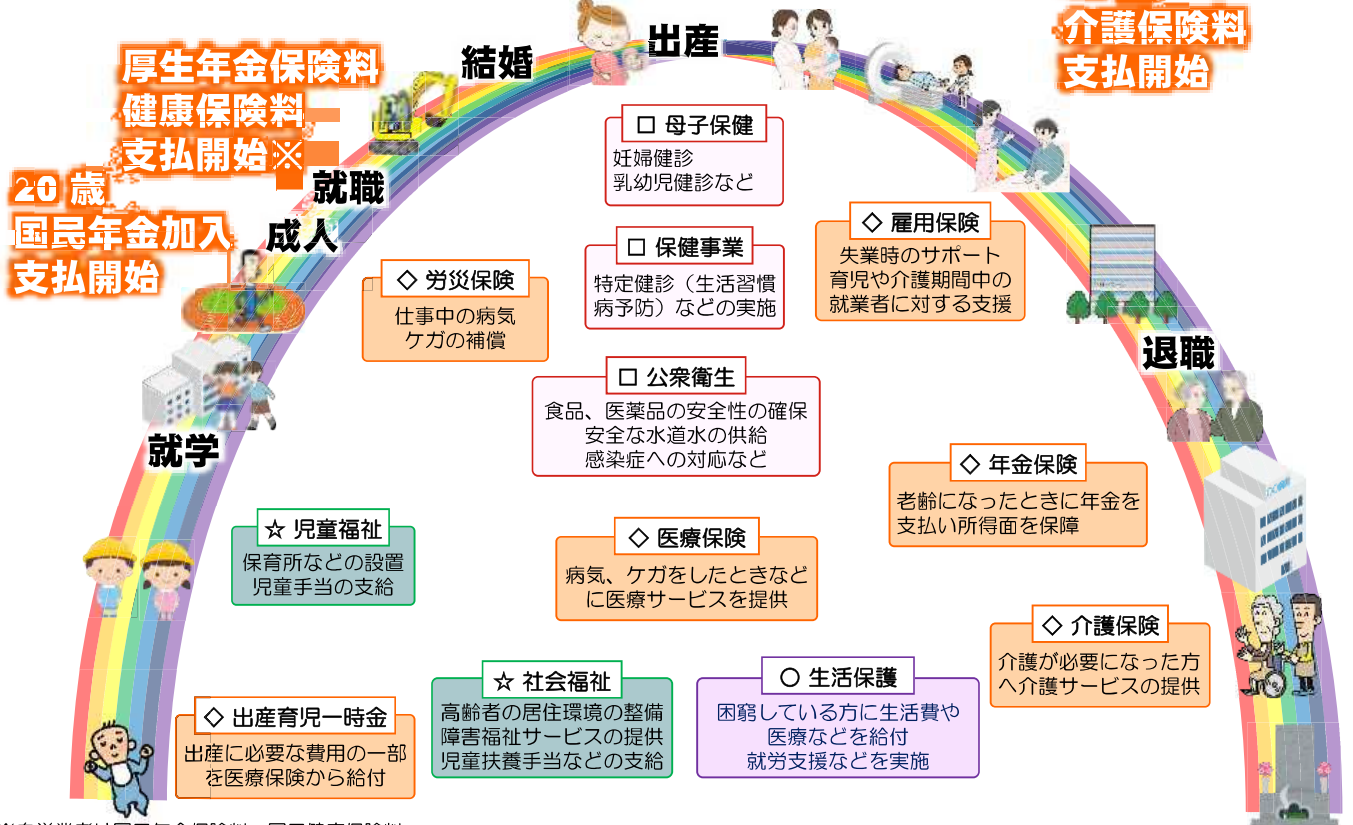 介護保険料
支払開始
出産
結婚
厚生年金保険料
健康保険料
支払開始※
就職
20 歳
国民年金加入
支払開始
成人
□ 母子保健
妊婦健診
乳幼児健診など
◇ 雇用保険
失業時のサポート
育児や介護期間中の
就業者に対する支援
□ 保健事業
特定健診（生活習慣
病予防）などの実施
◇ 労災保険
仕事中の病気
ケガの補償
退職
□ 公衆衛生
食品、医薬品の安全性の確保
安全な水道水の供給
感染症への対応など
就学
◇ 年金保険
老齢になったときに年金を
支払い所得面を保障
☆ 児童福祉
保育所などの設置
児童手当の支給
◇ 医療保険
病気、ケガをしたときなど
に医療サービスを提供
◇ 介護保険
介護が必要になった方
へ介護サービスの提供
☆ 社会福祉
高齢者の居住環境の整備
障害福祉サービスの提供
児童扶養手当などの支給
○ 生活保護
困窮している方に生活費や
医療などを給付
就労支援などを実施
◇ 出産育児一時金
出産に必要な費用の一部
を医療保険から給付